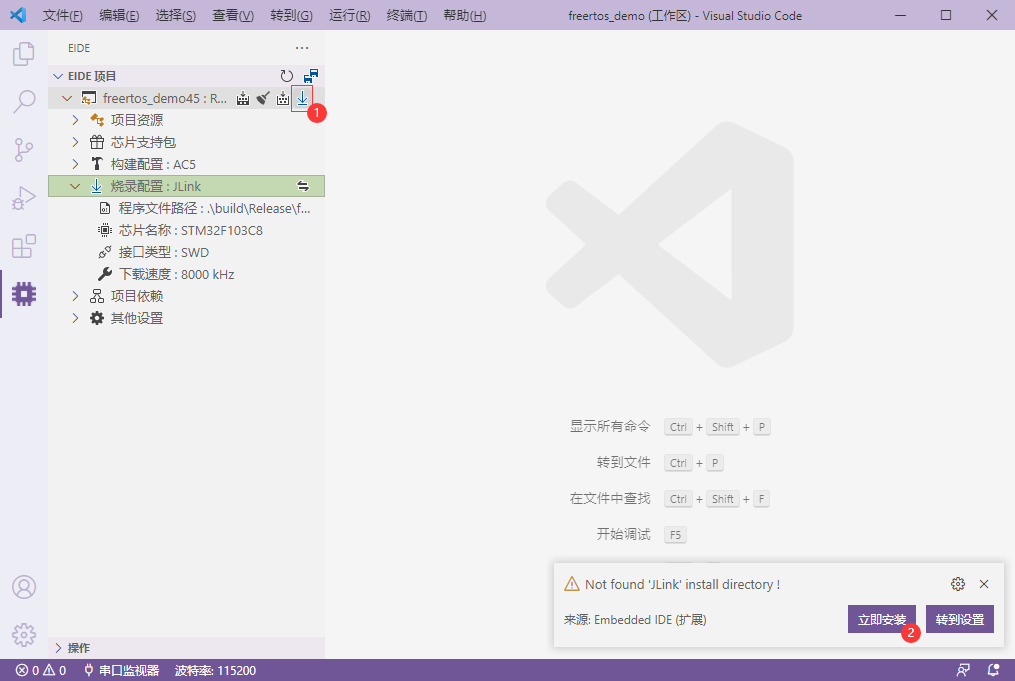 文件(F) 编辑(E) 选择(S) 查看(V) 转到(G) 运行(R) 终端(T) 帮助(H) freertos_demo (工作区) - Visual Studio Code
EIDE ···
EIDE 项目
freertos_demo45 : R...
1
项目资源
芯片支持包
构建配置 : AC5
烧录配置 : JLink
程序文件路径 : .\build\Release\f...
芯片名称 : STM32F103C8
接口类型 : SWD
下载速度 : 8000 kHz
项目依赖
其他设置
显示所有命令 Ctrl + Shift + P
转到文件 Ctrl + P
在文件中查找 Ctrl + Shift + F
开始调试 F5
Not found 'JLink' install directory !
来源: Embedded IDE (扩展) 立即安装 转到设置
2
操作
0 0 串口监视器 波特率: 115200